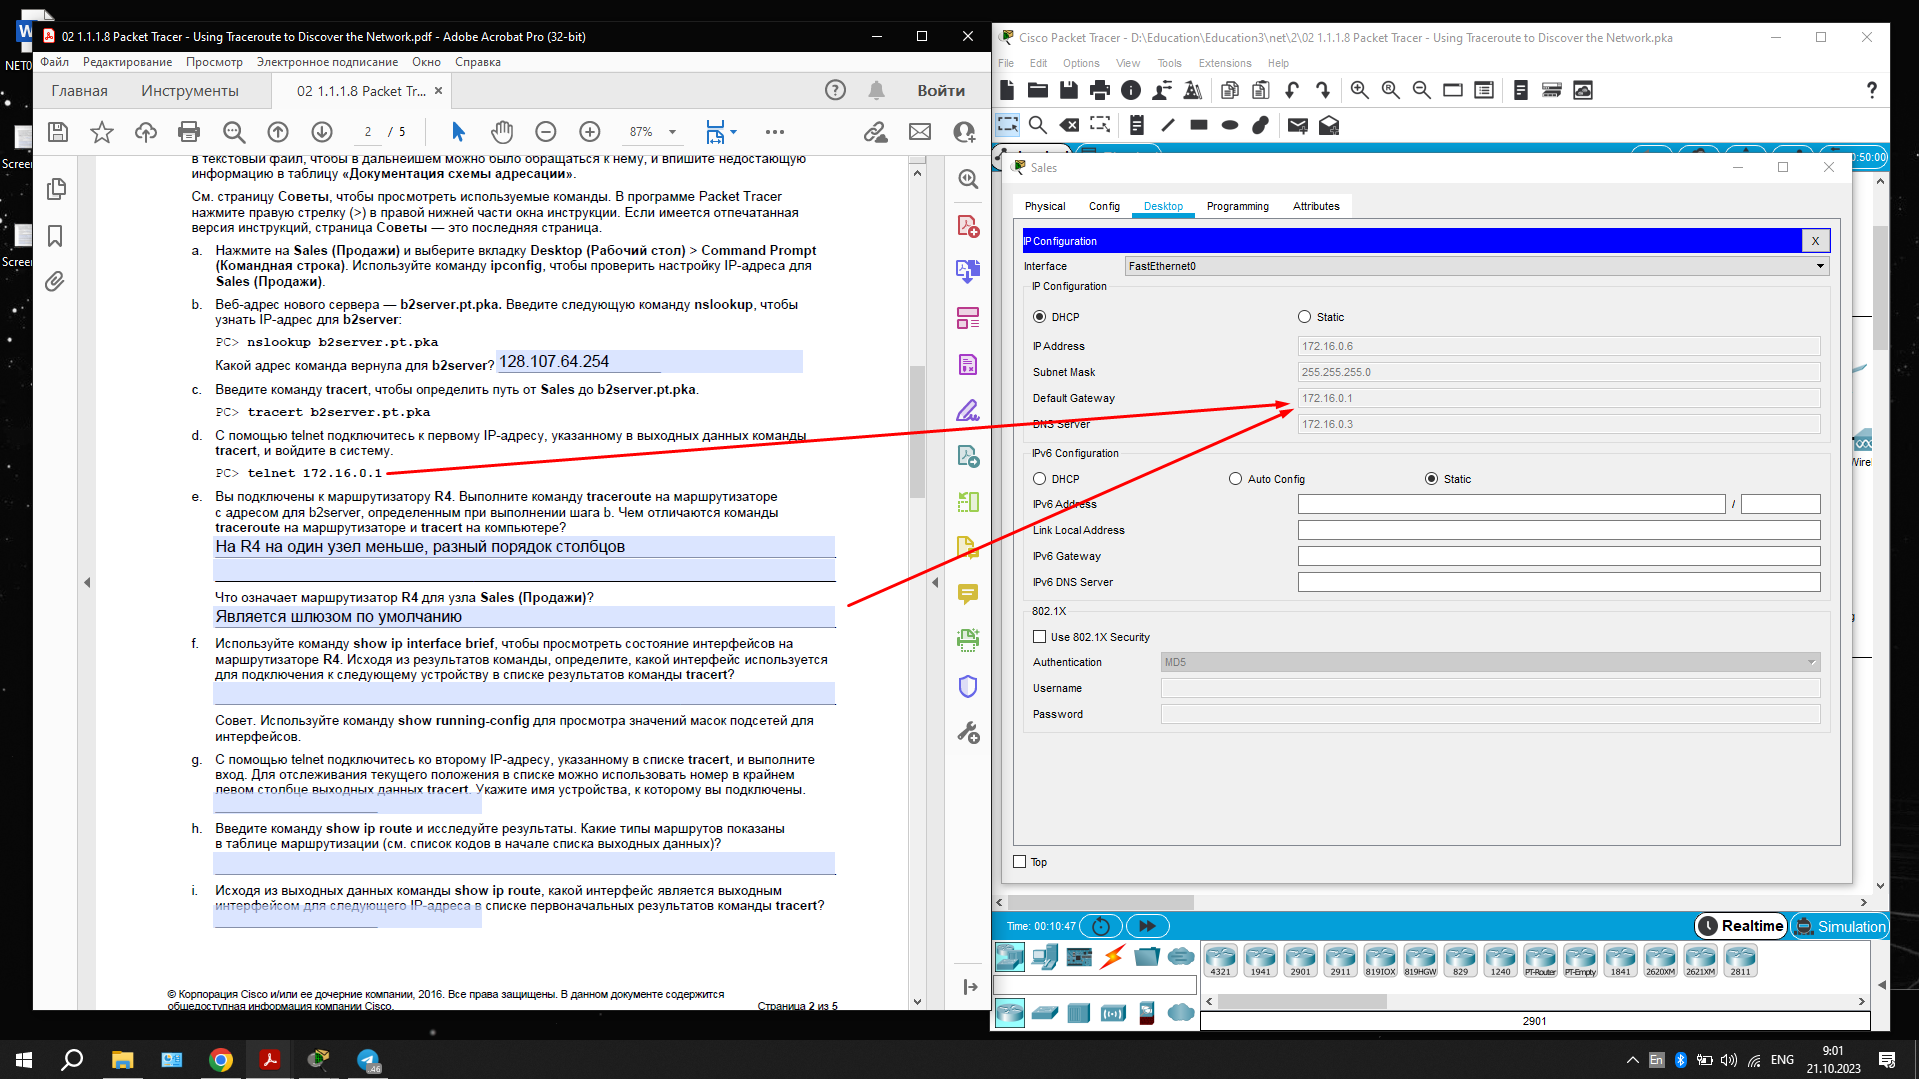 02 1.1.1.8 Packet Tracer - Using Traceroute to Discover the Network.pdf - Adobe Acrobat Pro (32-bit)
Файл Редактирование Просмотр Электронное подписание Окно Справка
Главная Инструменты 02 1.1.1.8 Packet Tr... Войти
2 / 5 87%
в текстовый файл, чтобы в дальнейшем можно было обращаться к нему, и впишите недостающую
информацию в таблицу «Документация схемы адресации».
См. страницу Советы, чтобы просмотреть используемые команды. В программе Packet Tracer
нажмите правую стрелку (>) в правой нижней части окна инструкции. Если имеется отпечатанная
версия инструкций, страница Советы — это последняя страница.
a. Нажмите на Sales (Продажи) и выберите вкладку Desktop (Рабочий стол) > Command Prompt
(Командная строка). Используйте команду ipconfig, чтобы проверить настройку IP-адреса для
Sales (Продажи).
b. Веб-адрес нового сервера — b2server.pt.pka. Введите следующую команду nslookup, чтобы
узнать IP-адрес для b2server:
PC> nslookup b2server.pt.pka
Какой адрес команда вернула для b2server? 128.107.64.254
c. Введите команду tracert, чтобы определить путь от Sales до b2server.pt.pka.
PC> tracert b2server.pt.pka
d. С помощью telnet подключитесь к первому IP-адресу, указанному в выходных данных команды
tracert, и войдите в систему.
PC> telnet 172.16.0.1
e. Вы подключены к маршрутизатору R4. Выполните команду traceroute на маршрутизаторе
с адресом для b2server, определенным при выполнении шага b. Чем отличаются команды
traceroute на маршрутизаторе и tracert на компьютере?
На R4 на один узел меньше, разный порядок столбцов
Что означает маршрутизатор R4 для узла Sales (Продажи)?
Является шлюзом по умолчанию
f. Используйте команду show ip interface brief, чтобы просмотреть состояние интерфейсов на
маршрутизаторе R4. Исходя из результатов команды, определите, какой интерфейс используется
для подключения к следующему устройству в списке результатов команды tracert?
Совет. Используйте команду show running-config для просмотра значений масок подсетей для
интерфейсов.
g. С помощью telnet подключитесь ко второму IP-адресу, указанному в списке tracert, и выполните
вход. Для отслеживания текущего положения в списке можно использовать номер в крайнем
левом столбце выходных данных tracert. Укажите имя устройства, к которому вы подключены.
h. Введите команду show ip route и исследуйте результаты. Какие типы маршрутов показаны
в таблице маршрутизации (см. список кодов в начале списка выходных данных)?
i. Исходя из выходных данных команды show ip route, какой интерфейс является выходным
интерфейсом для следующего IP-адреса в списке первоначальных результатов команды tracert?
© Корпорация Cisco и/или ее дочерние компании, 2016. Все права защищены. В данном документе содержится
общедоступная информация компании Cisco. Страница 2 из 5
Cisco Packet Tracer - D:\Education\Education3\net\2\02 1.1.1.8 Packet Tracer - Using Traceroute to Discover the Network.pka
File Edit Options View Tools Extensions Help
Sales
Physical Config Desktop Programming Attributes
IP Configuration X
Interface FastEthernet0
IP Configuration
DHCP Static
IP Address 172.16.0.6
Subnet Mask 255.255.255.0
Default Gateway 172.16.0.1
DNS Server 172.16.0.3
IPv6 Configuration
DHCP Auto Config Static
IPv6 Address /
Link Local Address
IPv6 Gateway
IPv6 DNS Server
802.1X
Use 802.1X Security
Authentication MD5
Username
Password
Top
Time: 00:10:47 Realtime Simulation
4321 1941 2901 2911 819IOX 819HGW 829 1240 PT-Router PT-Empty 1841 2620XM 2621XM 2811
2901
ENG
9:01
21.10.2023